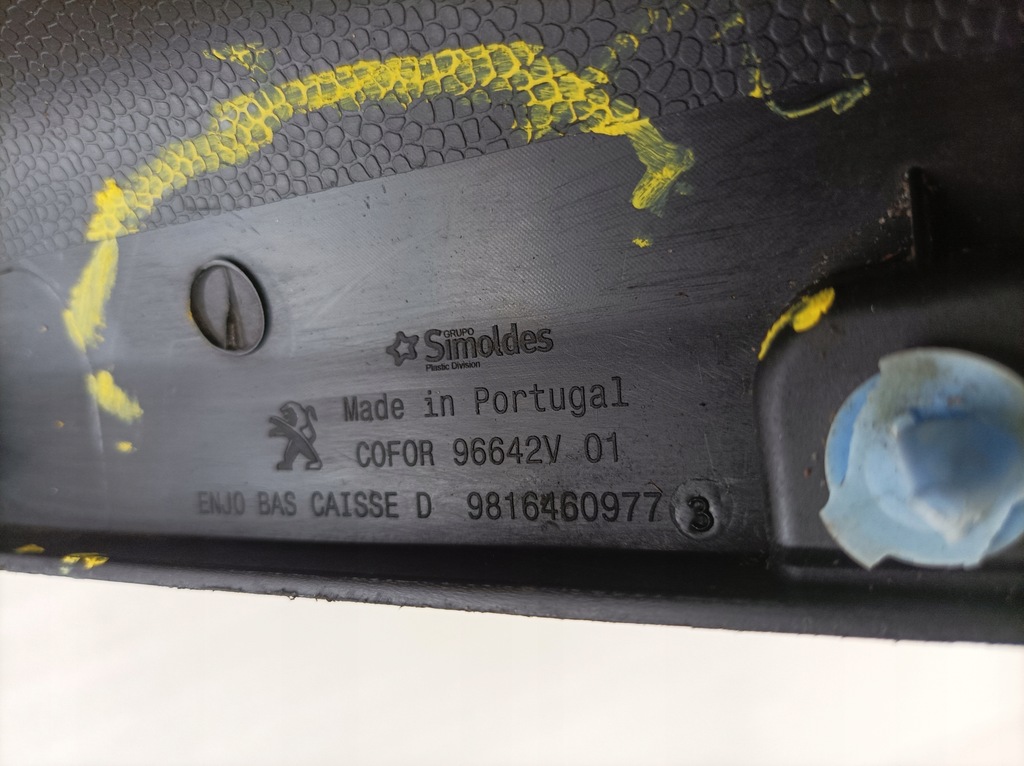 GRUPO
Simoldes
Plastic Division
Made in Portugal
COFOR 96642V 01
ENJO BAS CAISSE D 9816460977 3